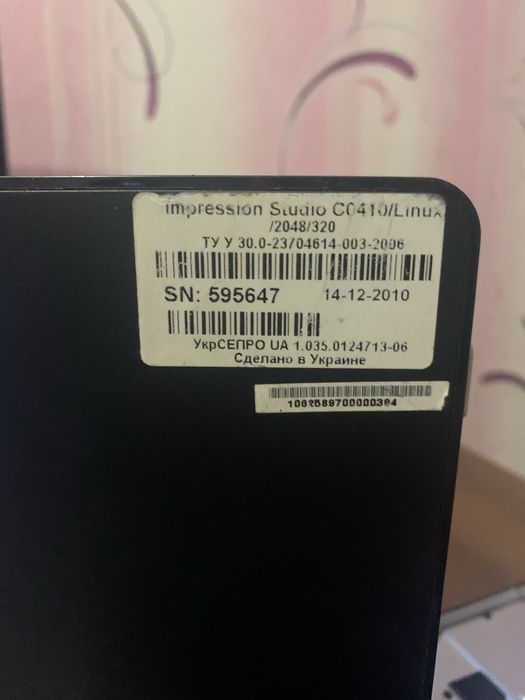 impression Studio C0410/Linux
/2048/320
ТУ У 30.0-23704614-003-2006
SN: 595647 14-12-2010
УкрСЕПРО UA 1.035.0124713-06
Сделано в Украине